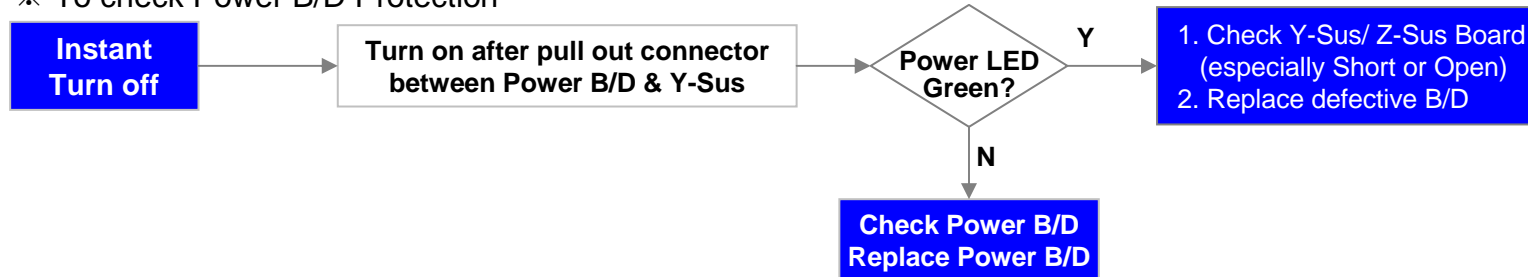 ※ To check Power B/D Protection
Instant
Turn off
Turn on after pull out connector
between Power B/D & Y-Sus
Power LED
Green?
Y
1. Check Y-Sus/ Z-Sus Board
(especially Short or Open)
2. Replace defective B/D
N
Check Power B/D
Replace Power B/D